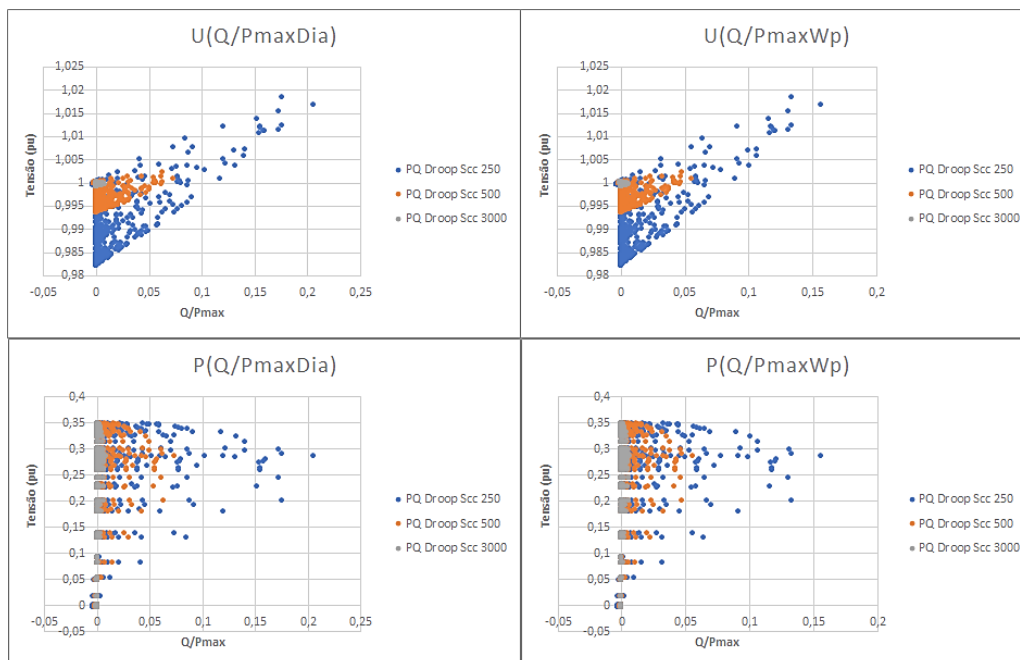 U(Q/PmaxDia)
1,025
1,02
1,015
1,01
1,005
1
0,995
0,99
0,985
0,98
Tensão (pu)
-0,05 0 0,05 0,1 0,15 0,2 0,25
Q/Pmax
PQ Droop Scc 250
PQ Droop Scc 500
PQ Droop Scc 3000
U(Q/PmaxWp)
1,025
1,02
1,015
1,01
1,005
1
0,995
0,99
0,985
0,98
Tensão (pu)
-0,05 0 0,05 0,1 0,15 0,2
Q/Pmax
PQ Droop Scc 250
PQ Droop Scc 500
PQ Droop Scc 3000
P(Q/PmaxDia)
0,4
0,35
0,3
0,25
0,2
0,15
0,1
0,05
0
-0,05
Tensão (pu)
-0,05 0 0,05 0,1 0,15 0,2 0,25
Q/Pmax
PQ Droop Scc 250
PQ Droop Scc 500
PQ Droop Scc 3000
P(Q/PmaxWp)
0,4
0,35
0,3
0,25
0,2
0,15
0,1
0,05
0
-0,05
Tensão (pu)
-0,05 0 0,05 0,1 0,15 0,2
Q/Pmax
PQ Droop Scc 250
PQ Droop Scc 500
PQ Droop Scc 3000